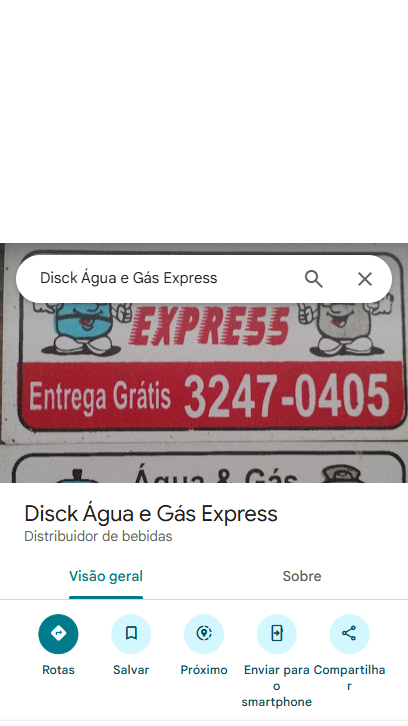 Disck Água e Gás Express
EXPRESS
Entrega Grátis 3247-0405
Água & Gás
Disck Água e Gás Express
Distribuidor de bebidas
Visão geral
Sobre
Rotas
Salvar
Próximo
Enviar para o smartphone
Compartilhar